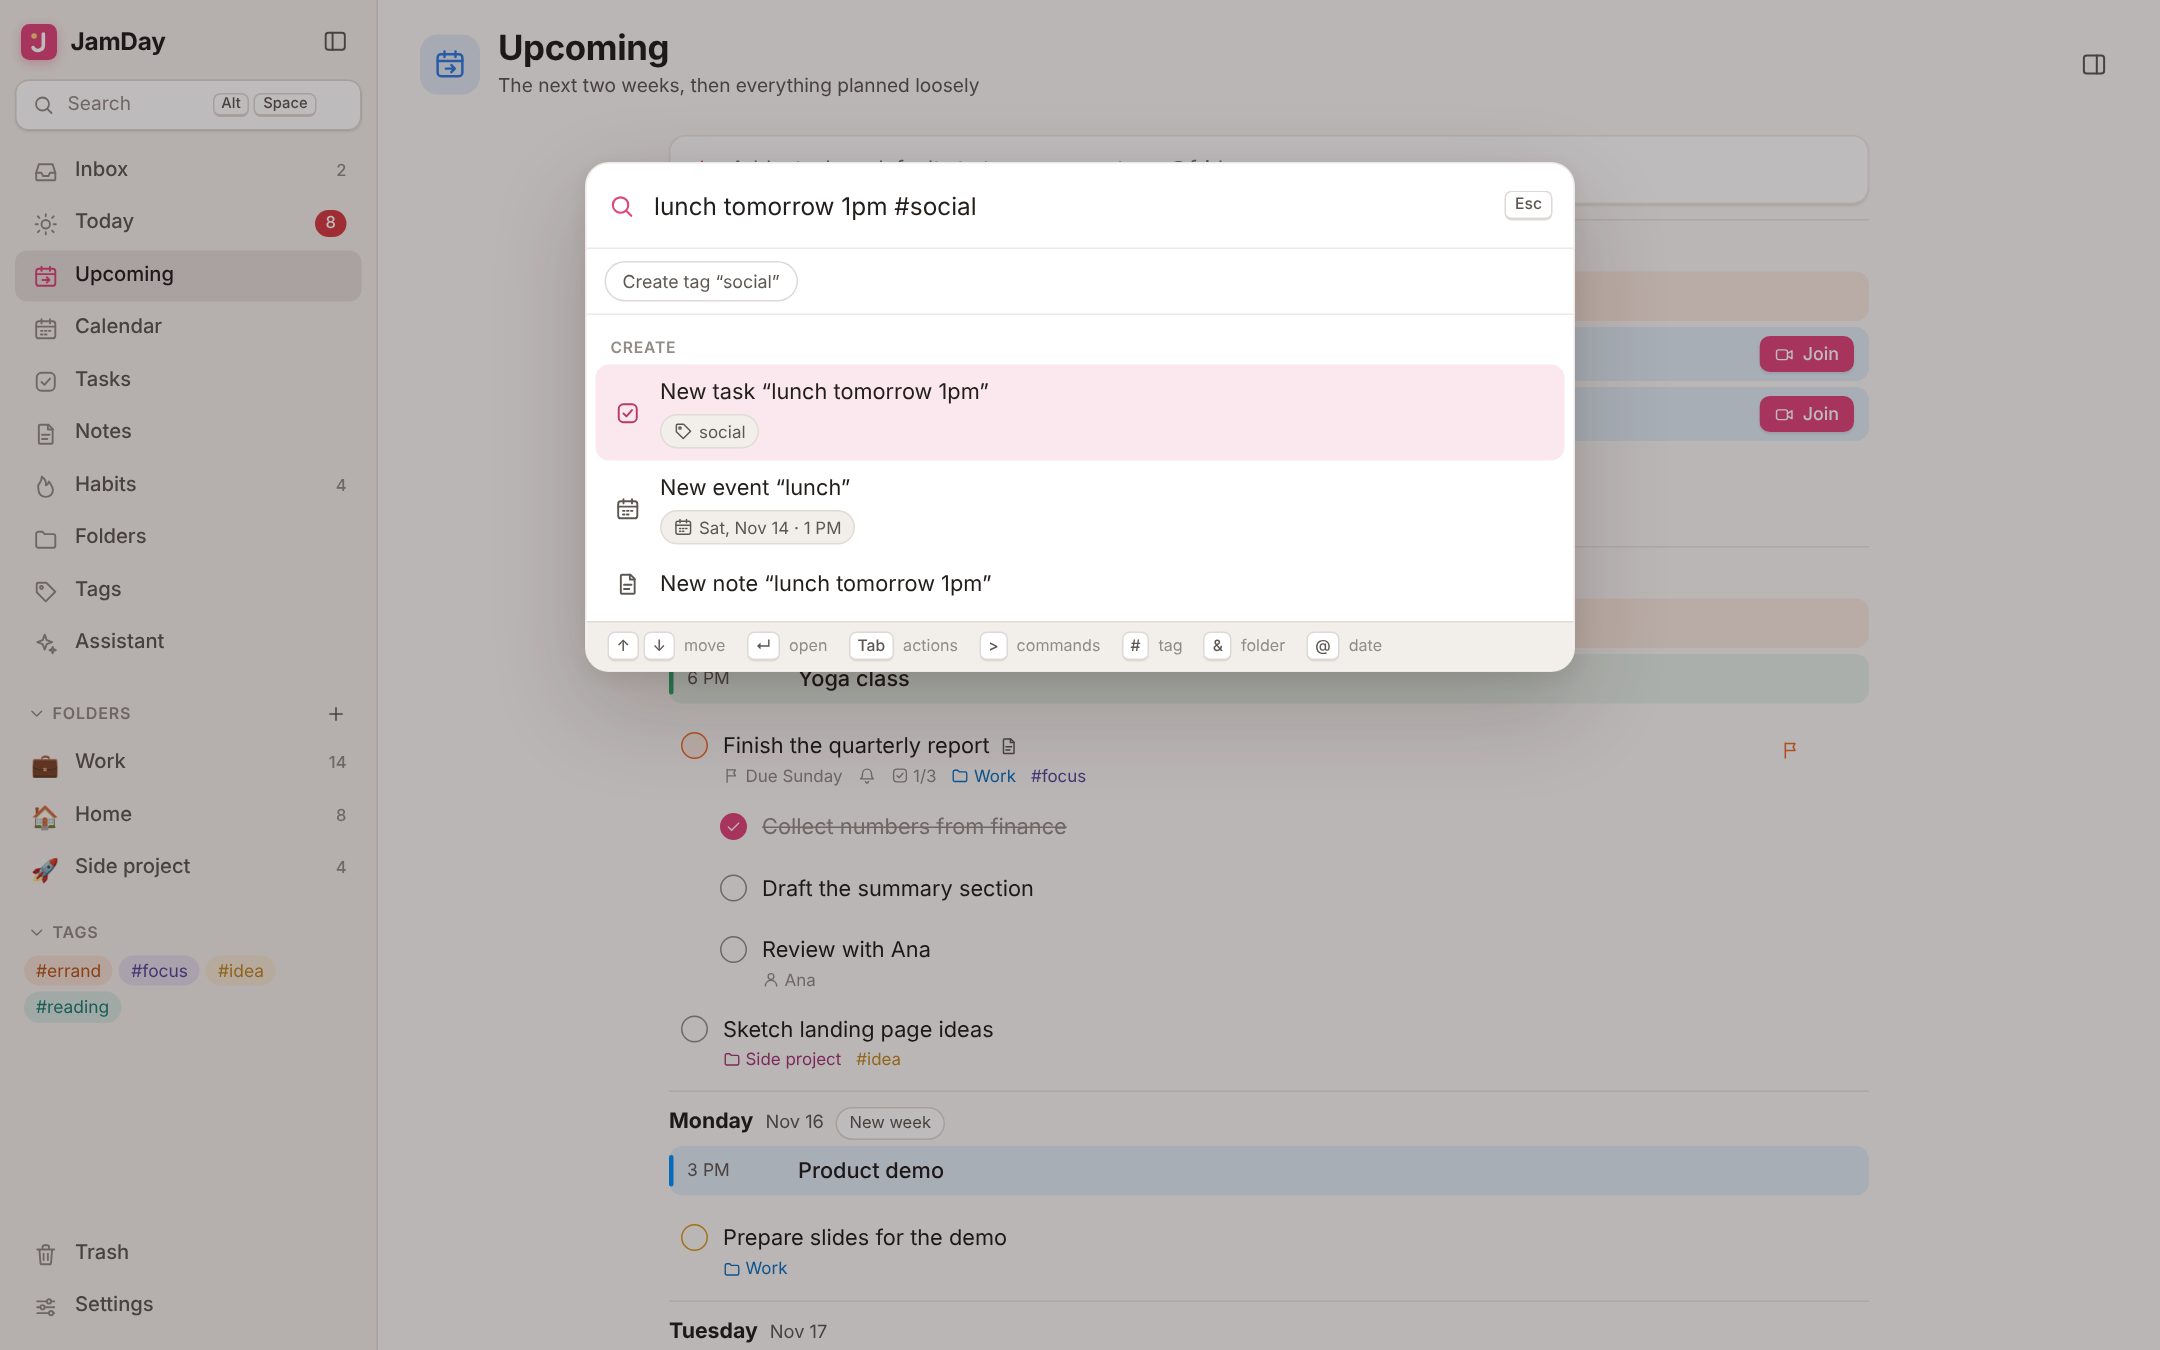 JamDay
Search Alt Space
Inbox 2
Today 8
Upcoming
Calendar
Tasks
Notes
Habits 4
Folders
Tags
Assistant
FOLDERS
Work 14
Home 8
Side project 4
TAGS
#errand #focus #idea
#reading
Trash
Settings
Upcoming
The next two weeks, then everything planned loosely
lunch tomorrow 1pm #social Esc
Create tag “social”
CREATE
New task “lunch tomorrow 1pm”
social
New event “lunch”
Sat, Nov 14 · 1 PM
New note “lunch tomorrow 1pm”
↑ ↓ move ↵ open Tab actions > commands # tag & folder @ date
Join
Join
6 PM Yoga class
Finish the quarterly report
Due Sunday 1/3 Work #focus
Collect numbers from finance
Draft the summary section
Review with Ana
Ana
Sketch landing page ideas
Side project #idea
Monday Nov 16 New week
3 PM Product demo
Prepare slides for the demo
Work
Tuesday Nov 17